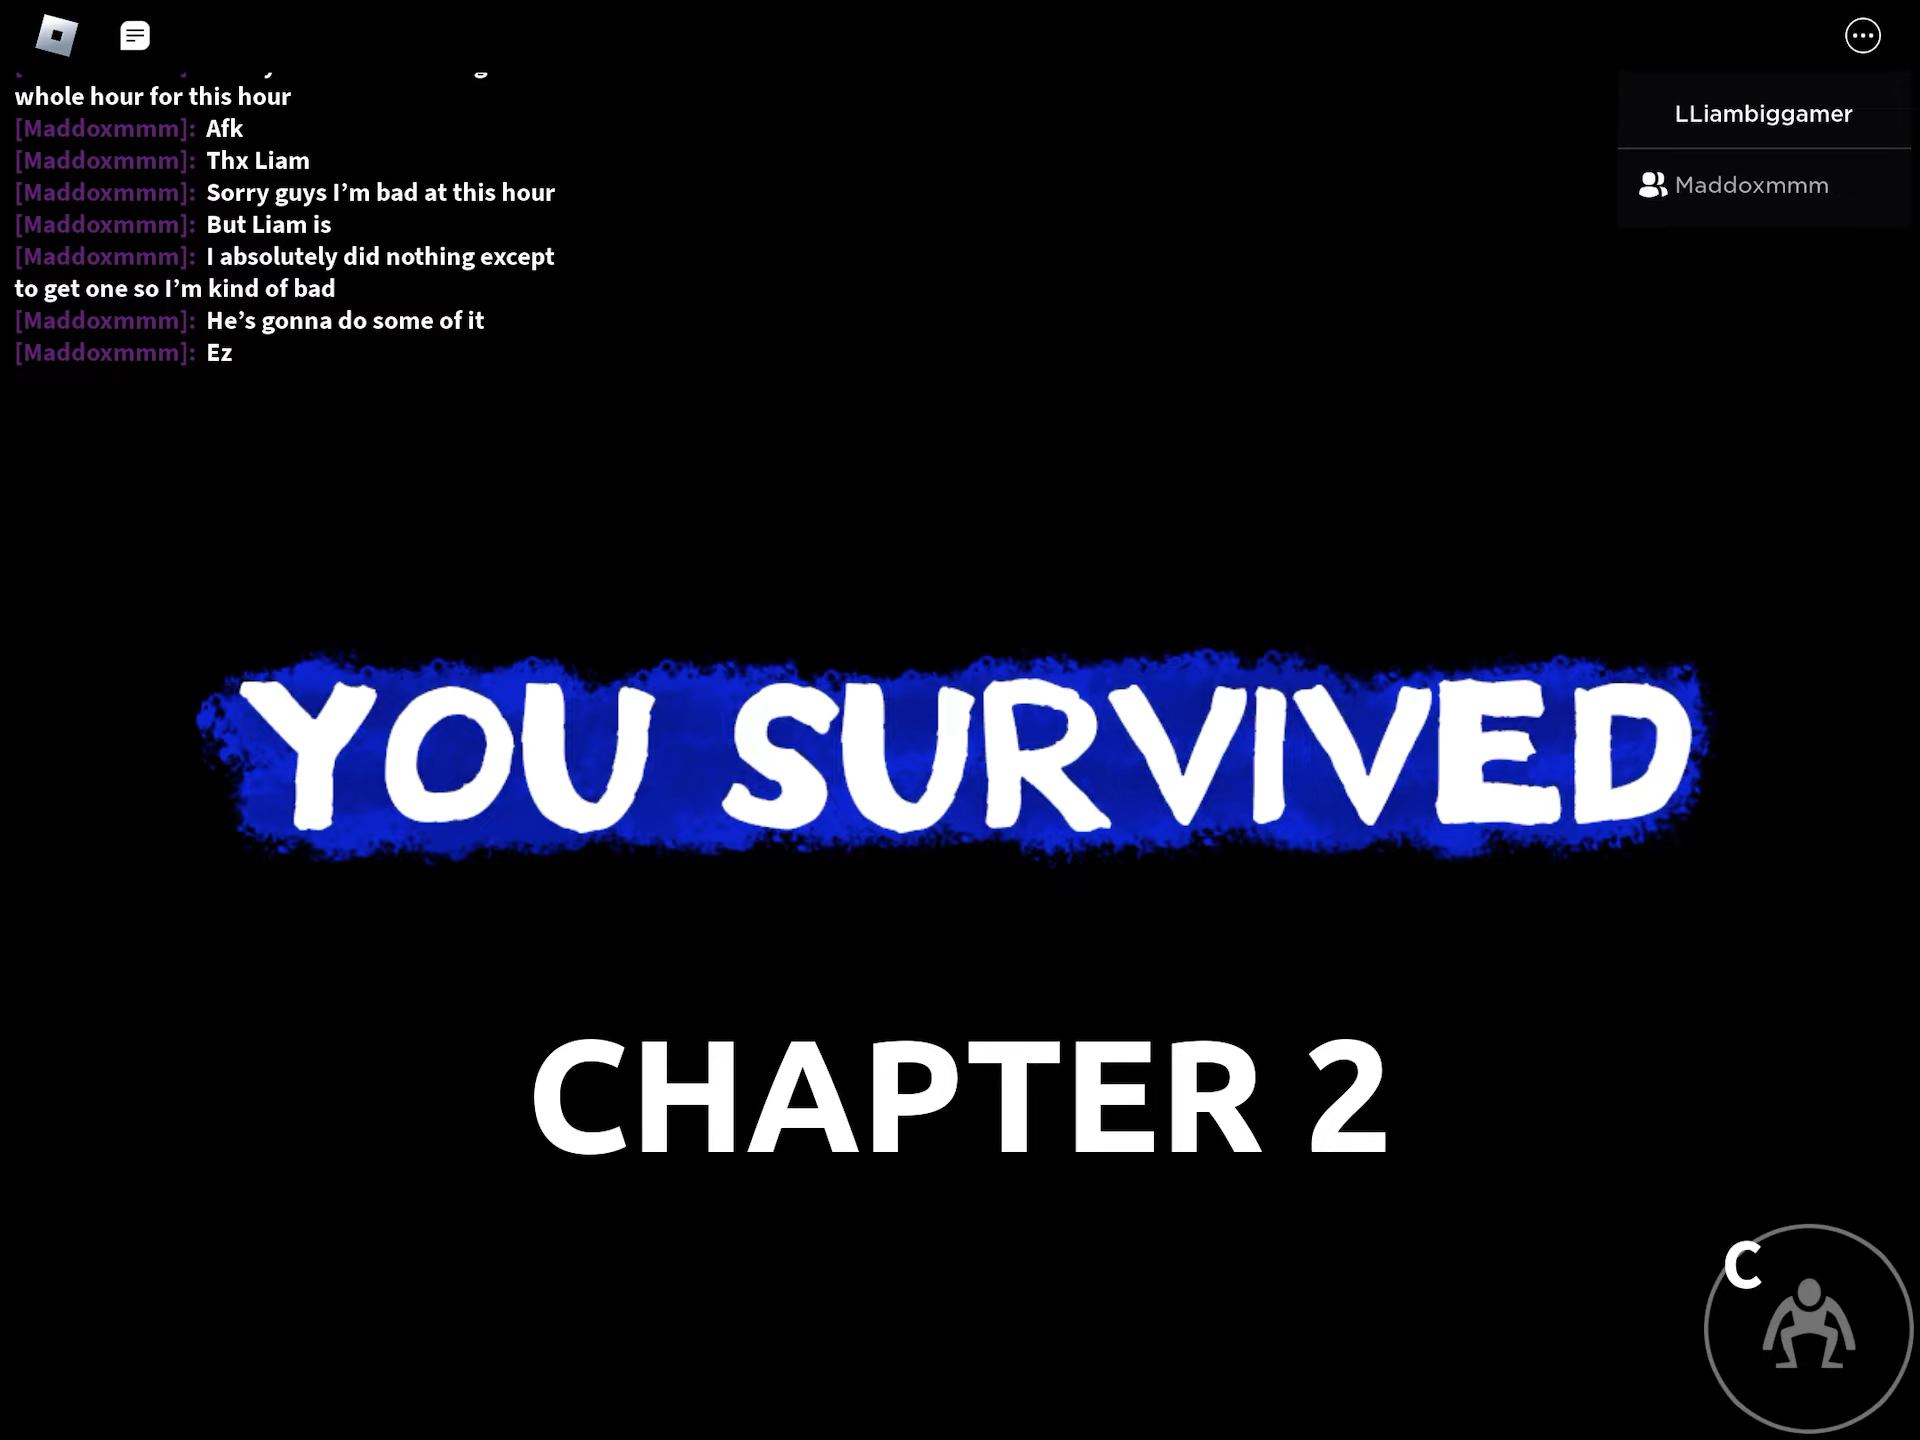 whole hour for this hour
[Maddoxmmm]: Afk
[Maddoxmmm]: Thx Liam
[Maddoxmmm]: Sorry guys I’m bad at this hour
[Maddoxmmm]: But Liam is
[Maddoxmmm]: I absolutely did nothing except
to get one so I’m kind of bad
[Maddoxmmm]: He’s gonna do some of it
[Maddoxmmm]: Ez
LLiambiggamer
Maddoxmmm
YOU SURVIVED
CHAPTER 2
C